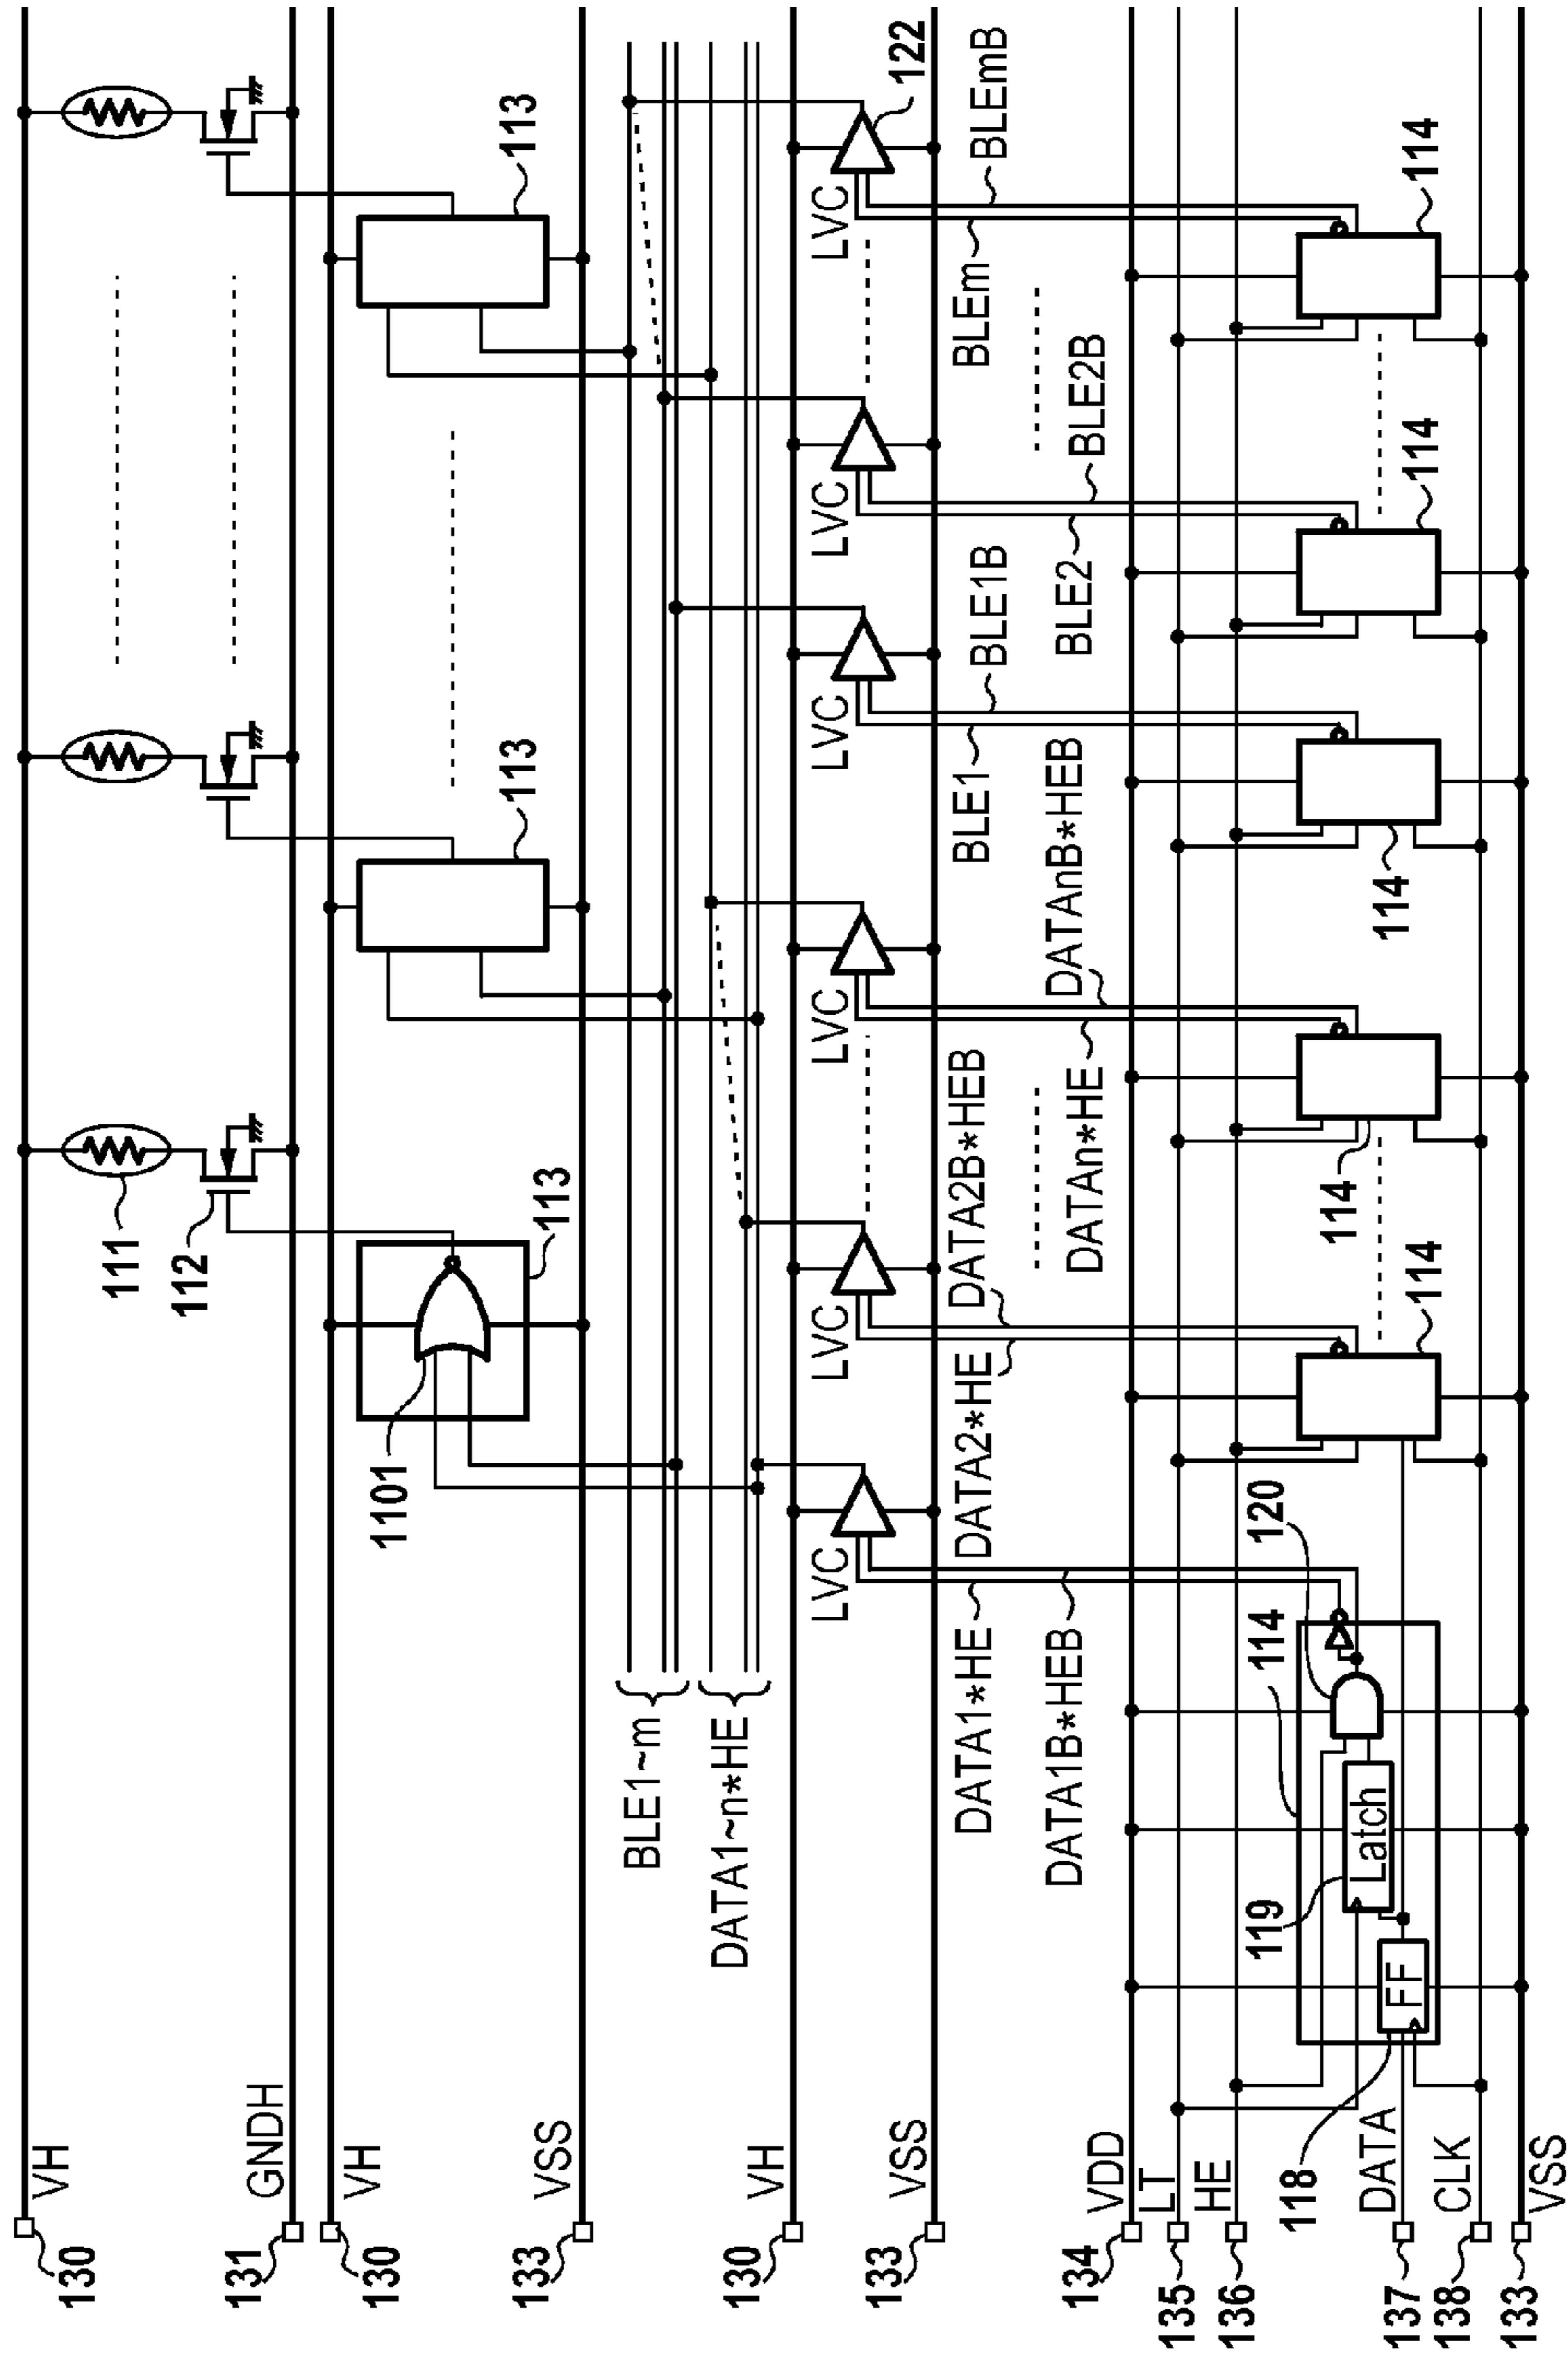 VH
130
GNDH
131
VH
130
VSS
133
BLE1~m
DATA1~n*HE
VH
130
VSS
133
111
112
1101
113
113
113
LVC
LVC
LVC
LVC
LVC
LVC
122
DATA1*HE
DATA1B*HEB
DATA2*HE
DATA2B*HEB
DATAn*HE
DATAnB*HEB
BLE1
BLE1B
BLE2
BLE2B
BLEm
BLEmB
VDD
134
LT
135
HE
136
DATA
137
CLK
138
VSS
133
118
FF
119
Latch
114
120
114
114
114
114
114